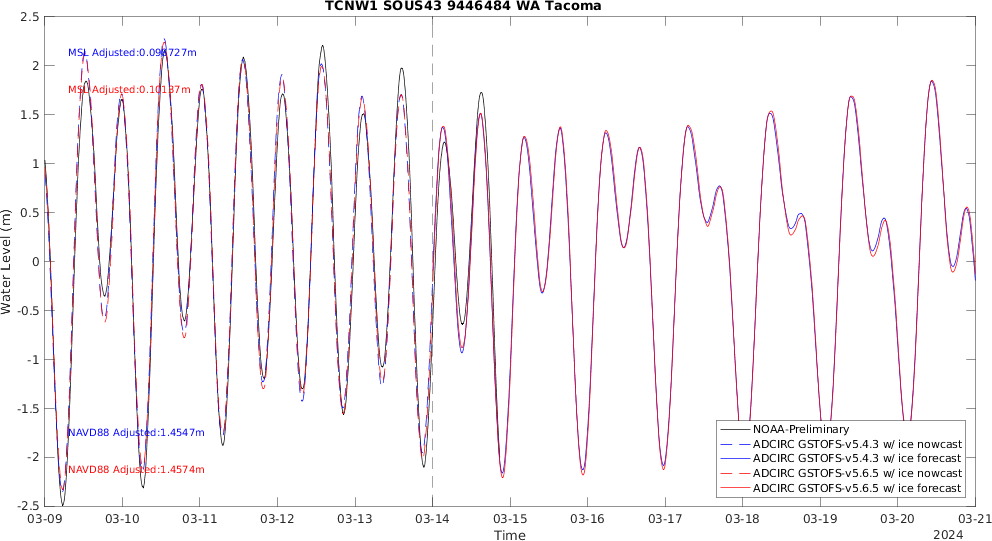 TCNW1 SOUS43 9446484 WA Tacoma
2.5
2
1.5
1
0.5
0
-0.5
-1
-1.5
-2
-2.5
Water Level (m)
MSL Adjusted:0.098727m
MSL Adjusted:0.10137m
NAVD88 Adjusted:1.4547m
NAVD88 Adjusted:1.4574m
NOAA-Preliminary
ADCIRC GSTOFS-v5.4.3 w/ ice nowcast
ADCIRC GSTOFS-v5.4.3 w/ ice forecast
ADCIRC GSTOFS-v5.6.5 w/ ice nowcast
ADCIRC GSTOFS-v5.6.5 w/ ice forecast
03-09 03-10 03-11 03-12 03-13 03-14 03-15 03-16 03-17 03-18 03-19 03-20 03-21
Time
2024